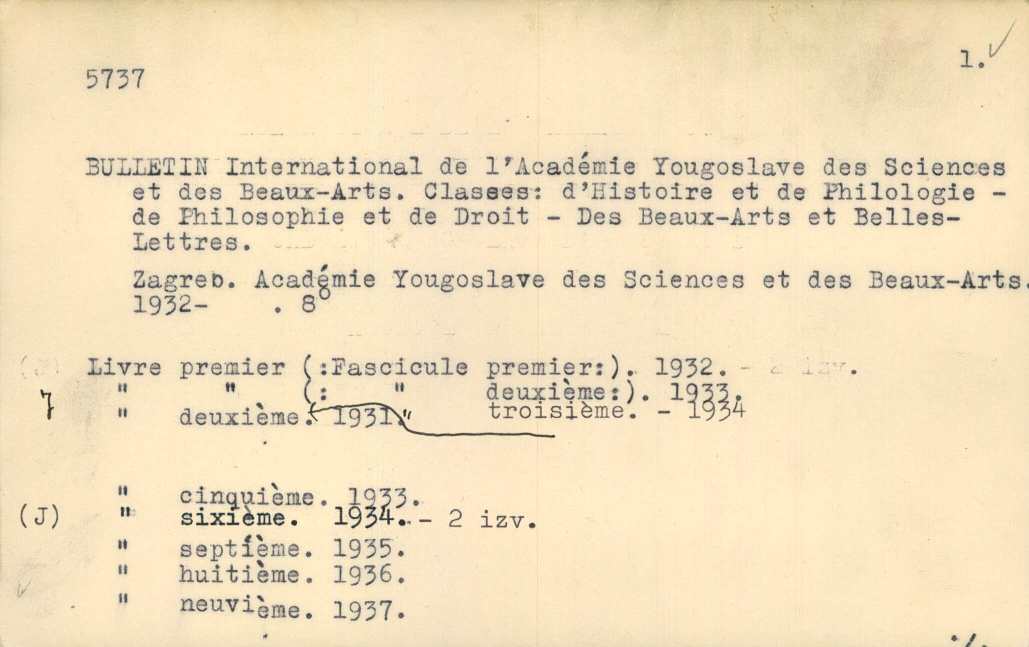 1.
5737
BULLETIN International de l'Académie Yougoslave des Sciences
et des Beaux-Arts. Classes: d'Histoire et de Philologie -
de Philosophie et de Droit - Des Beaux-Arts et Belles-
Lettres.
Zagreb. Académie Yougoslave des Sciences et des Beaux-Arts.
1932-    . 8°
Livre premier (:Fascicule premier:). 1932. - 2 izv.
" " (: " deuxième:). 1933.
" deuxième. 1931." troisième. - 1934
" cinquième. 1933.
(J) " sixième. 1934. - 2 izv.
" septième. 1935.
" huitième. 1936.
" neuvième. 1937.